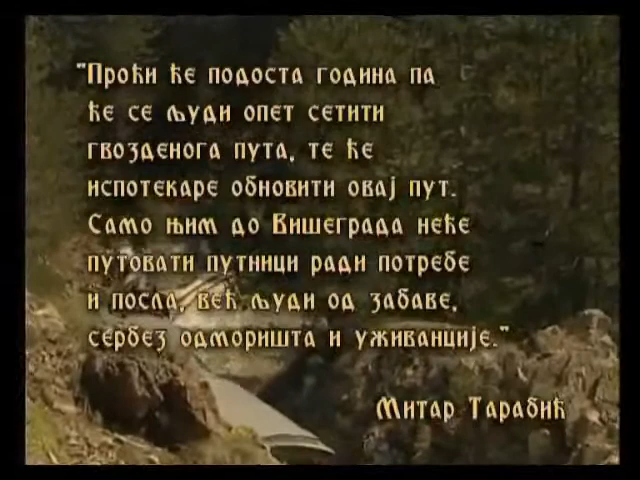 "Проћи ће подоста година па
ће се људи опет сетити
гвозденога пута, те ће
испотекаре обновити овај пут.
Само њим до Вишеграда неће
путовати путници ради потребе
и посла, већ људи од забаве,
сербез одморишта и уживанције."
Митар Тарабић